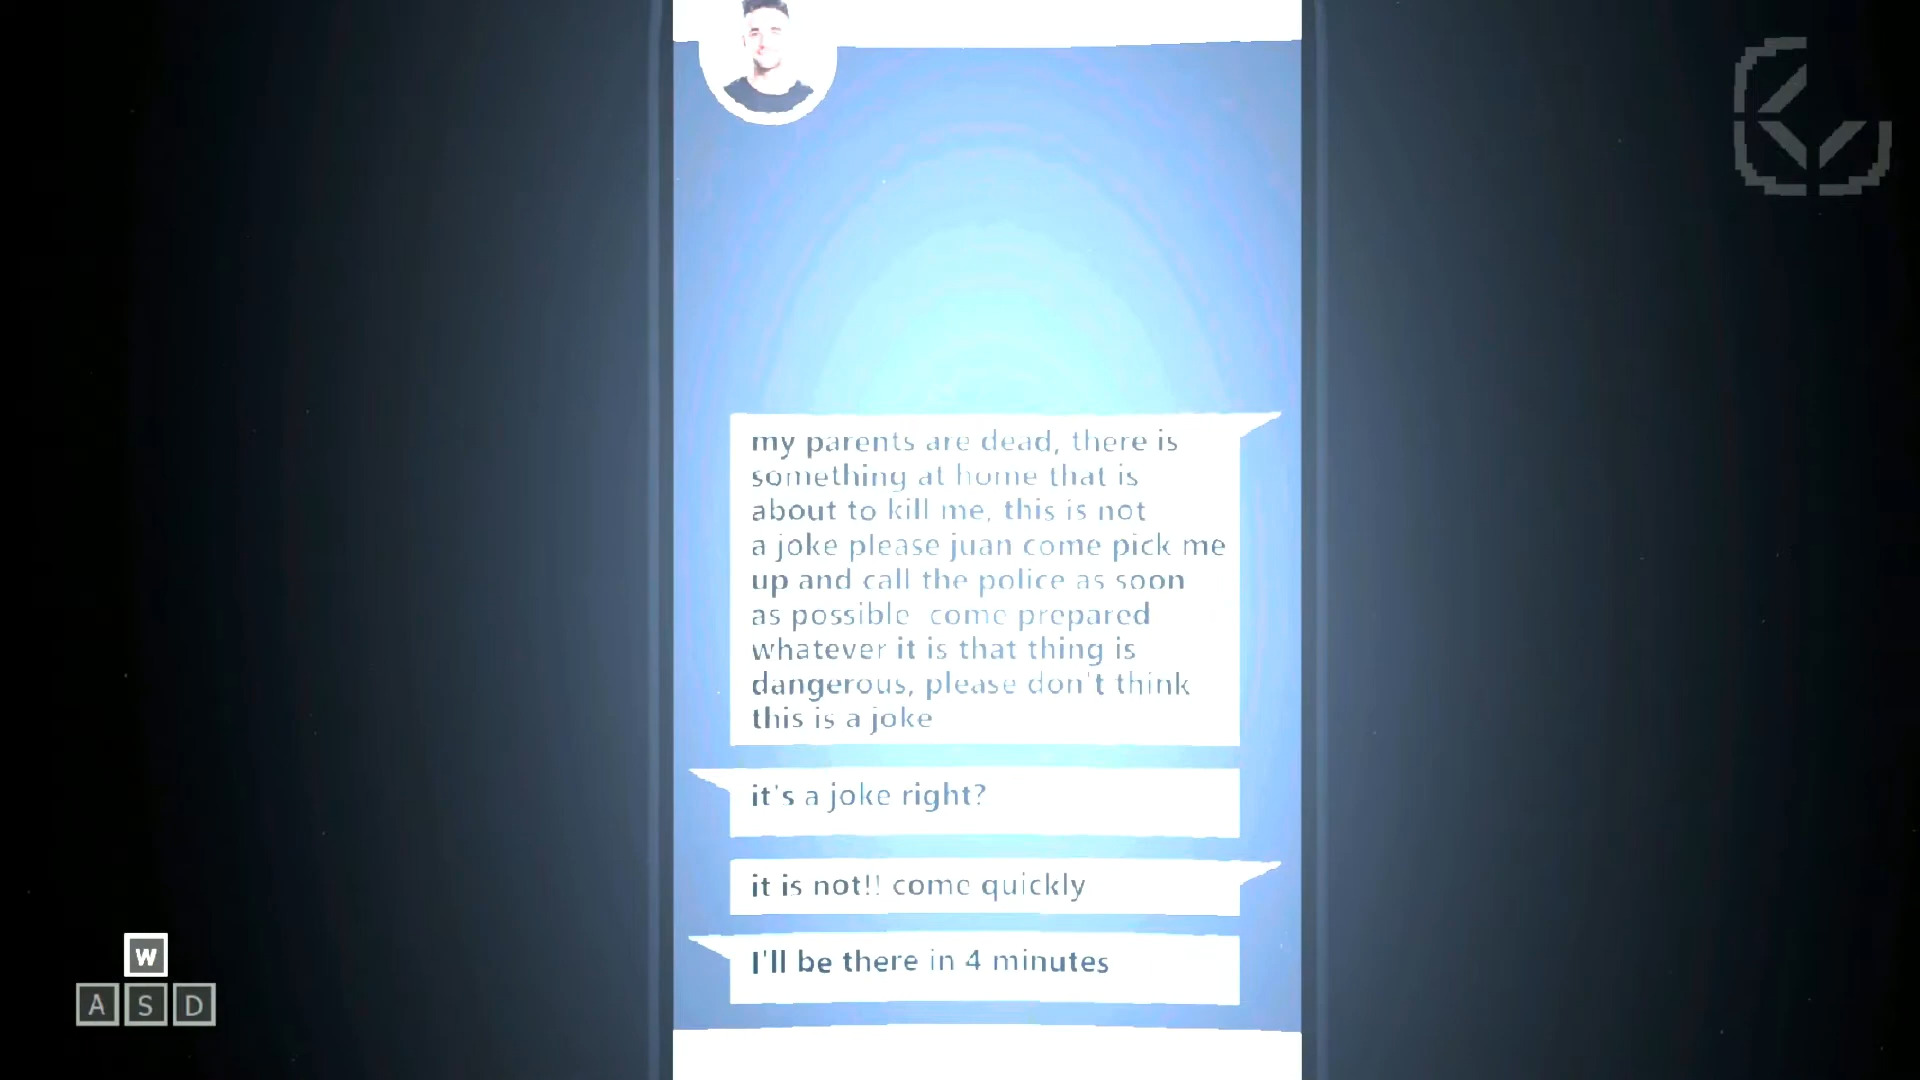 my parents are dead, there is
something at home that is
about to kill me, this is not
a joke please juan come pick me
up and call the police as soon
as possible  come prepared
whatever it is that thing is
dangerous, please don't think
this is a joke
it's a joke right?
it is not!! come quickly
I'll be there in 4 minutes
W
A S D